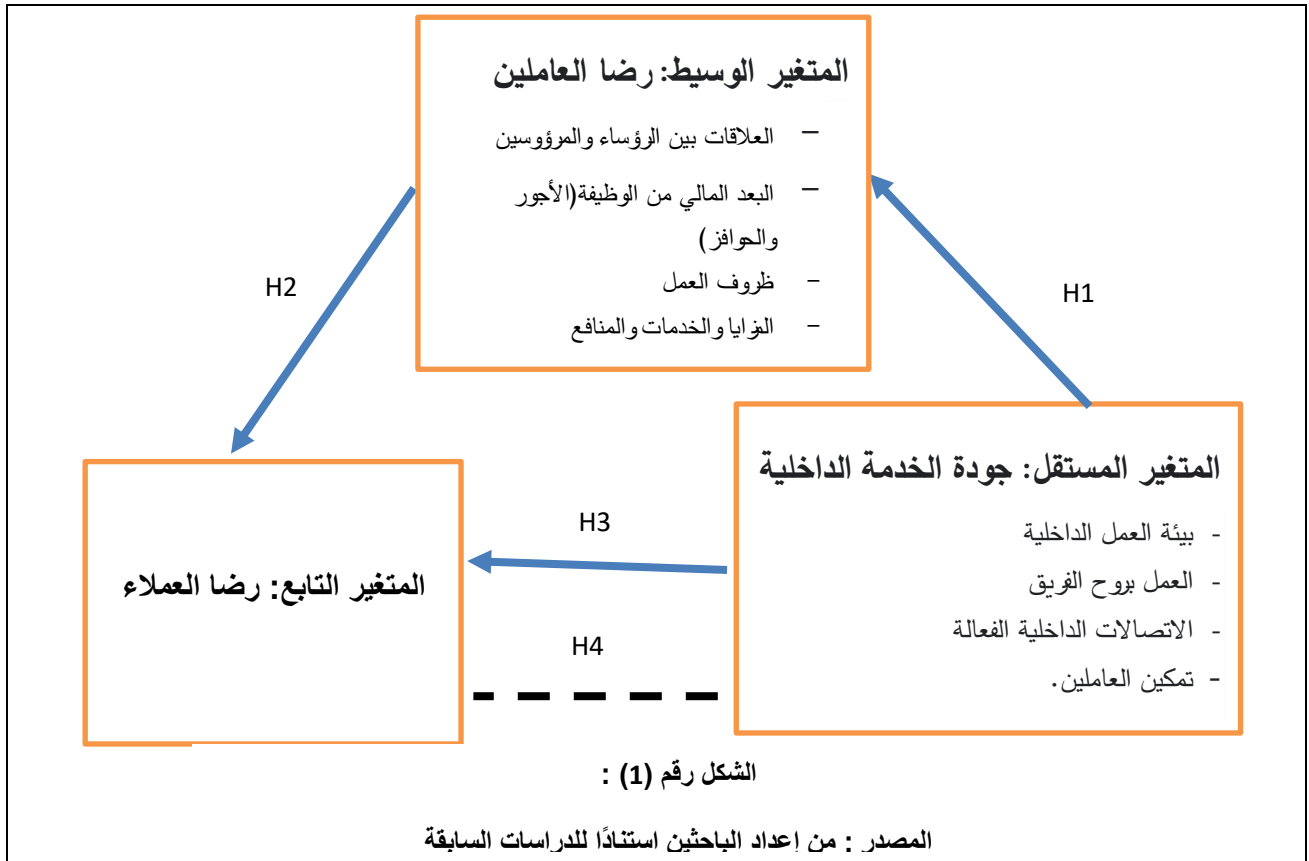 المتغير الوسيط: رضا العاملين
– العلاقات بين الرؤساء والمرؤوسين
– البعد المالي من الوظيفة(الأجور
والحوافز)
– ظروف العمل
– المزايا والخدمات والمنافع
H2
H1
المتغير المستقل: جودة الخدمة الداخلية
- بيئة العمل الداخلية
- العمل بروح الفريق
- الاتصالات الداخلية الفعالة
- تمكين العاملين.
H3
H4
المتغير التابع: رضا العملاء
الشكل رقم (1) :
المصدر : من إعداد الباحثين استنادًا للدراسات السابقة